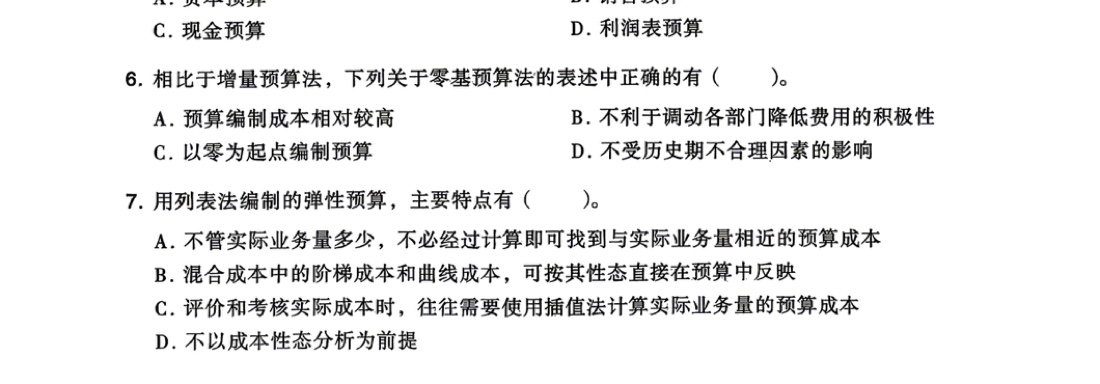 C. 现金预算 D. 利润表预算
6. 相比于增量预算法，下列关于零基预算法的表述中正确的有（ ）。
A. 预算编制成本相对较高 B. 不利于调动各部门降低费用的积极性
C. 以零为起点编制预算 D. 不受历史期不合理因素的影响
7. 用列表法编制的弹性预算，主要特点有（ ）。
A. 不管实际业务量多少，不必经过计算即可找到与实际业务量相近的预算成本
B. 混合成本中的阶梯成本和曲线成本，可按其性态直接在预算中反映
C. 评价和考核实际成本时，往往需要使用插值法计算实际业务量的预算成本
D. 不以成本性态分析为前提